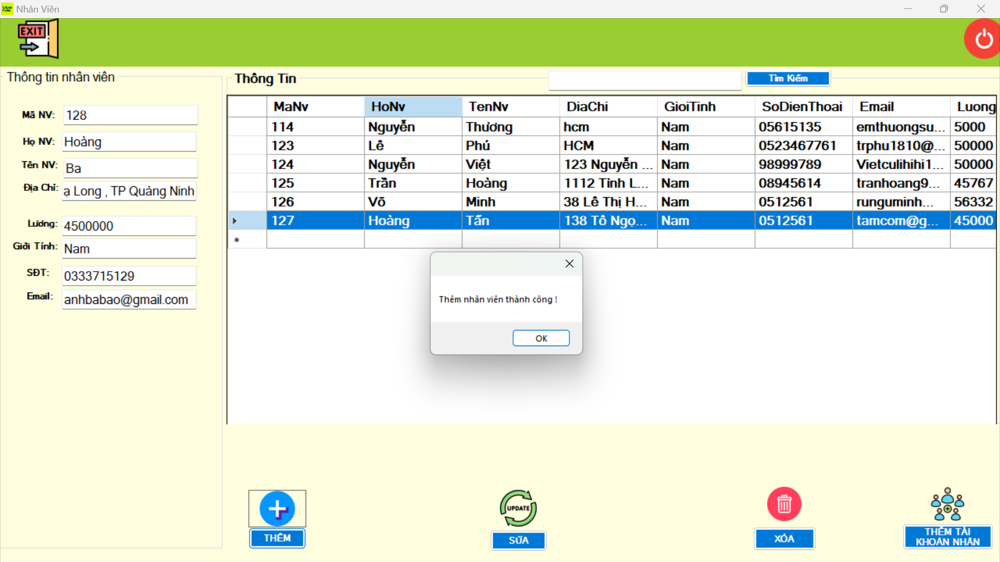 Nhân Viên
EXIT
Thông tin nhân viên
Mã NV: 128
Họ NV: Hoàng
Tên NV: Ba
Địa Chỉ: ạ Long , TP Quảng Ninh
Lương: 4500000
Giới Tính: Nam
SĐT: 0333715129
Email: anhbabao@gmail.com
Thông Tin
Tìm Kiếm
MaNv HoNv TenNv DiaChi GioiTinh SoDienThoai Email Luong
114 Nguyễn Thương hcm Nam 05615135 emthuongsu... 5000
123 Lê Phú HCM Nam 0523467761 trphu1810@... 50000
124 Nguyễn Việt 123 Nguyễn ... Nam 98999789 Vietculihihi1... 50000
125 Trần Hoàng 1112 Tỉnh L... Nam 08945614 tranhoang9... 45767
126 Võ Minh 38 Lê Thị H... Nam 0512561 runguminh... 56332
127 Hoàng Tấn 138 Tô Ngọ... Nam 0512561 tamcom@g... 45000
Thêm nhân viên thành công !
OK
THÊM
UPDATE
SỬA
XÓA
THÊM TÀI
KHOẢN NHÂN